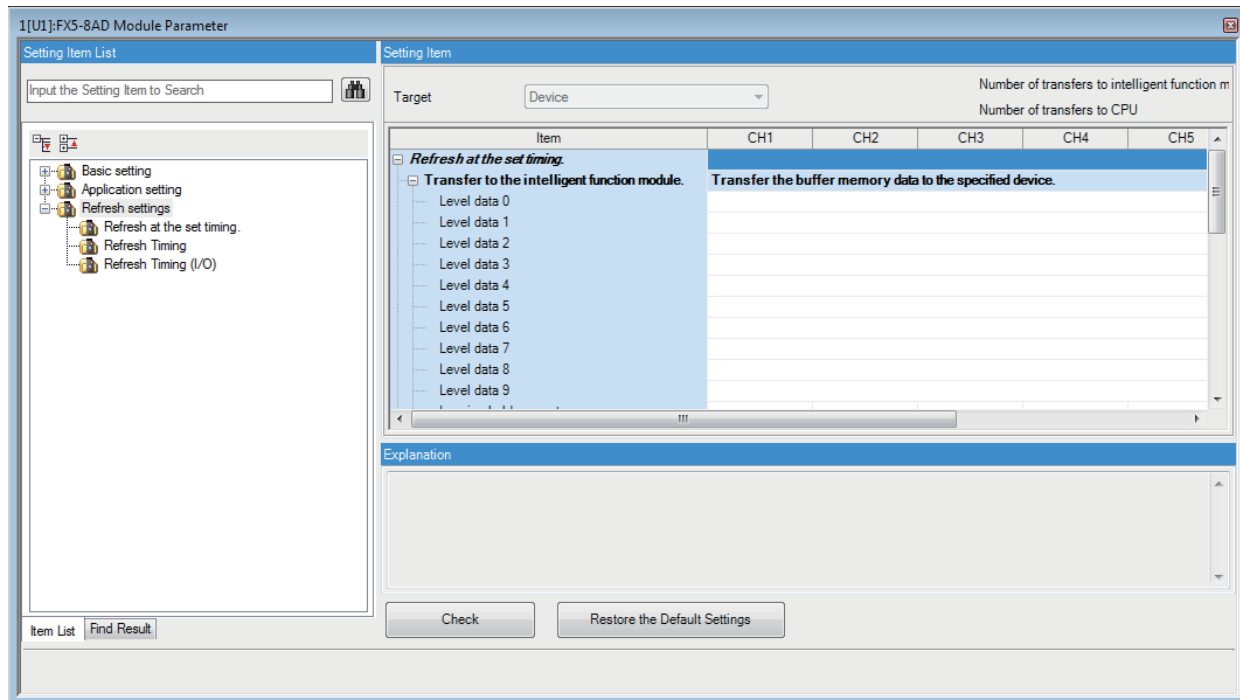 1[U1]:FX5-8AD Module Parameter
Setting Item List
Input the Setting Item to Search
Basic setting
Application setting
Refresh settings
Refresh at the set timing.
Refresh Timing
Refresh Timing (I/O)
Item List Find Result
Setting Item
Target Device
Number of transfers to intelligent function m
Number of transfers to CPU
Item CH1 CH2 CH3 CH4 CH5
Refresh at the set timing.
Transfer to the intelligent function module. Transfer the buffer memory data to the specified device.
Level data 0
Level data 1
Level data 2
Level data 3
Level data 4
Level data 5
Level data 6
Level data 7
Level data 8
Level data 9
Explanation
Check Restore the Default Settings